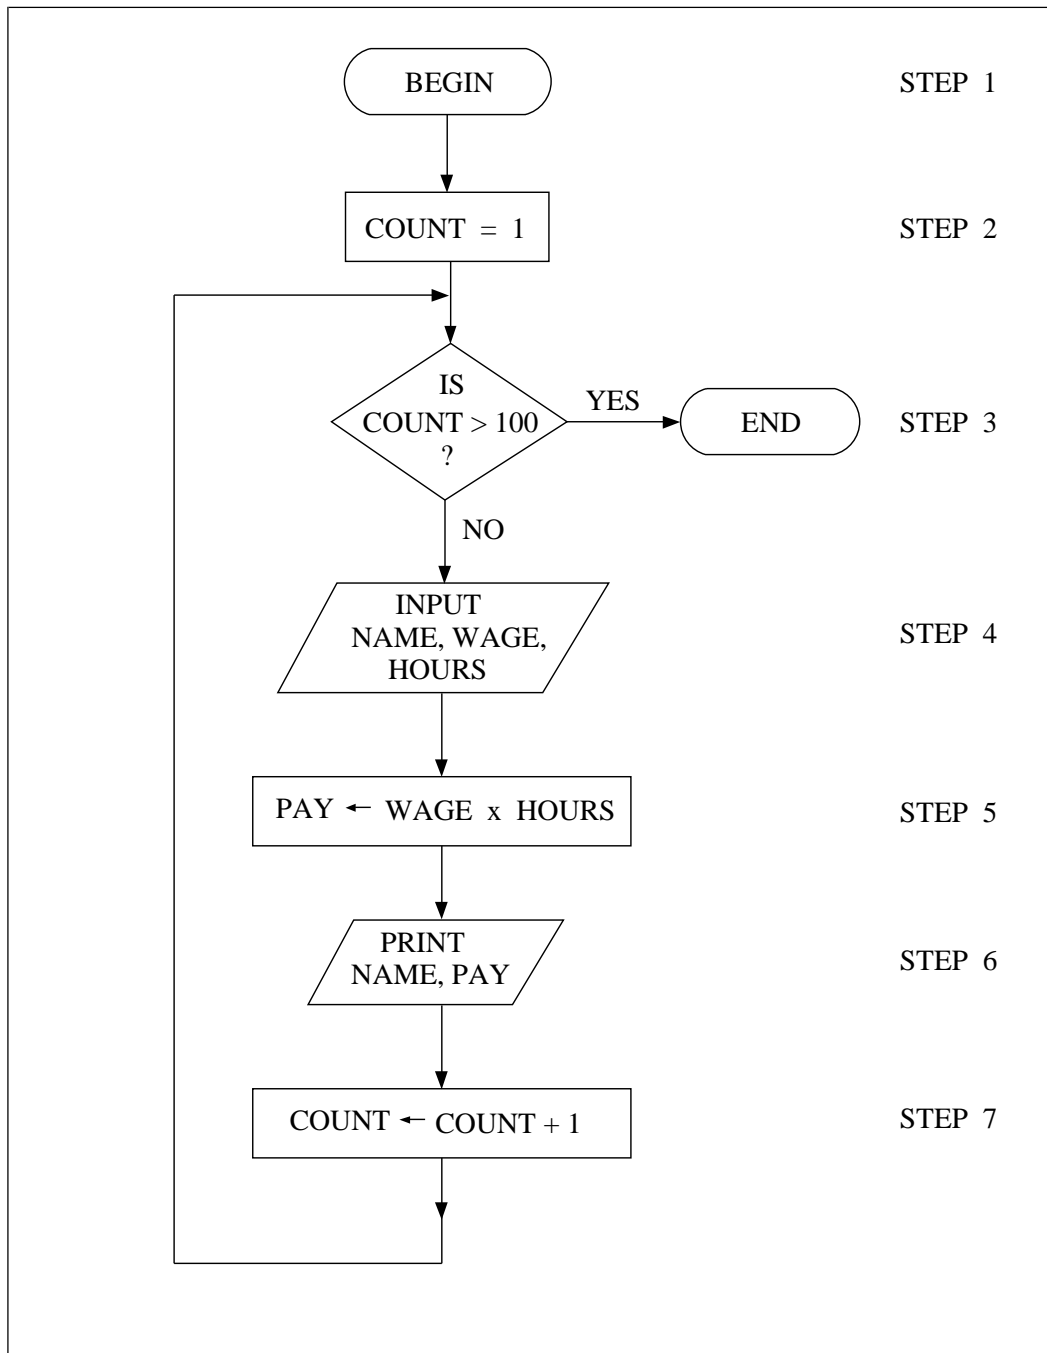 BEGIN
STEP 1
COUNT = 1
STEP 2
IS
COUNT > 100
?
YES
END
STEP 3
NO
INPUT
NAME, WAGE,
HOURS
STEP 4
PAY ← WAGE x HOURS
STEP 5
PRINT
NAME, PAY
STEP 6
COUNT ← COUNT + 1
STEP 7